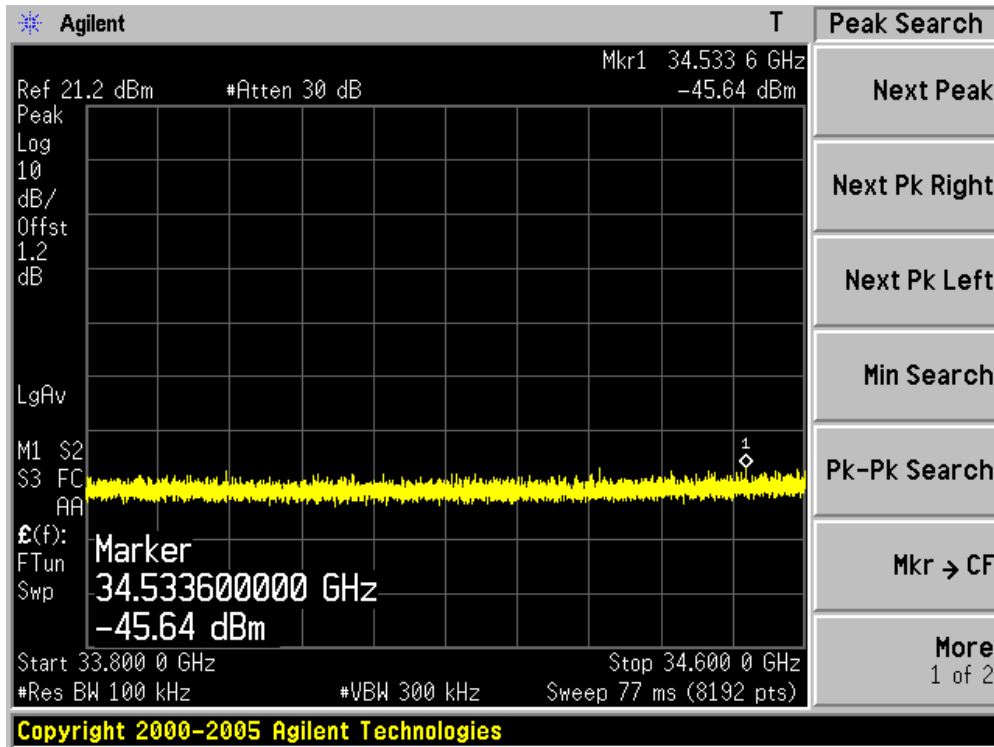 Agilent T Peak Search
Mkr1 34.533 6 GHz
Ref 21.2 dBm #Atten 30 dB -45.64 dBm
Peak
Log
10
dB/
Offst
1.2
dB
LgAv
M1 S2
S3 FC
AA
£(f):
FTun
Swp
1
Marker
34.533600000 GHz
-45.64 dBm
Start 33.800 0 GHz Stop 34.600 0 GHz
#Res BW 100 kHz #VBW 300 kHz Sweep 77 ms (8192 pts)
Copyright 2000-2005 Agilent Technologies
Next Peak
Next Pk Right
Next Pk Left
Min Search
Pk-Pk Search
Mkr → CF
More
1 of 2